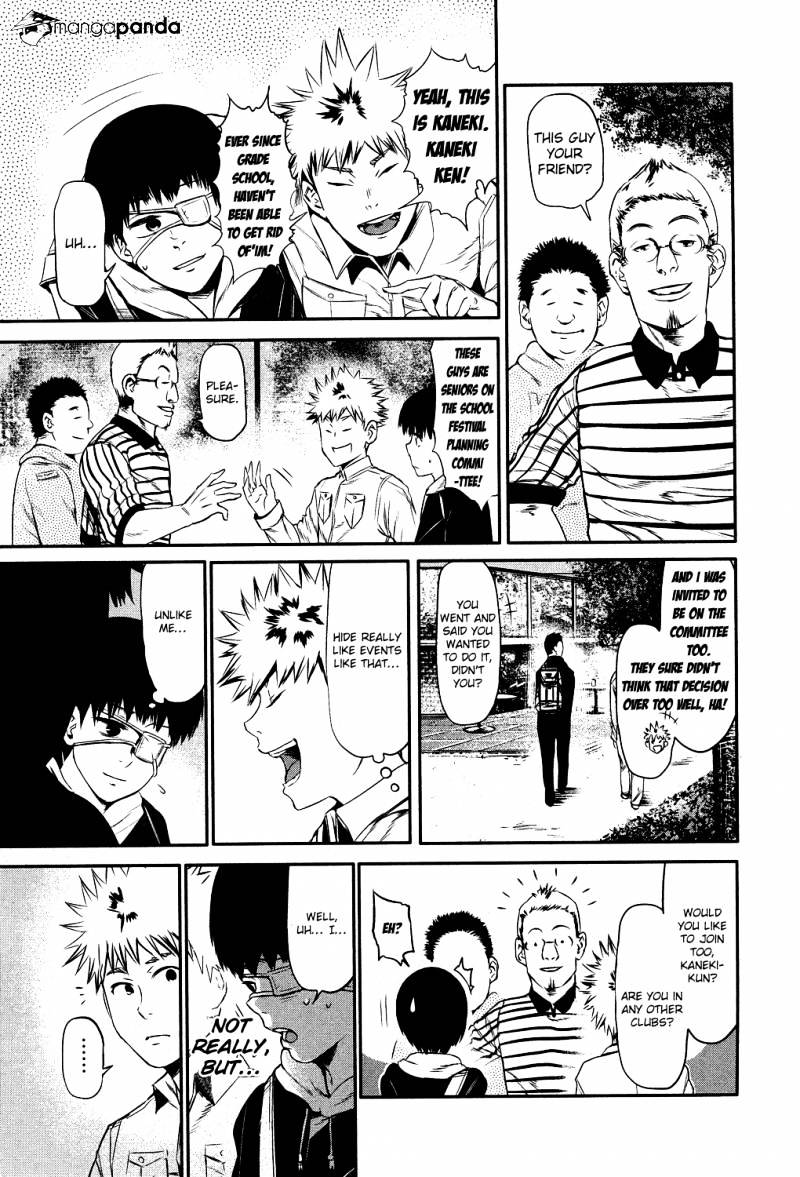 mangapanda
THIS GUY
YOUR
FRIEND?
YEAH, THIS
IS KANEKI.
KANEKI
KEN!
EVER SINCE
GRADE
SCHOOL,
HAVEN'T
BEEN ABLE
TO GET RID
OF'IM!
UH...
THESE
GUYS ARE
SENIORS ON
THE SCHOOL
FESTIVAL
PLANNING
COMMI
-TTEE!
PLEA-
SURE.
AND I WAS
INVITED TO
BE ON THE
COMMITTEE
TOO.
THEY SURE DIDN'T
THINK THAT DECISION
OVER TOO WELL, HA!
YOU
WENT AND
SAID YOU
WANTED
TO DO IT,
DIDN'T
YOU?
HIDE REALLY
LIKE EVENTS
LIKE THAT...
UNLIKE
ME...
WOULD
YOU LIKE
TO JOIN
TOO,
KANEKI-
KUN?
ARE YOU IN
ANY OTHER
CLUBS?
EH?
WELL,
UH... I...
NOT
REALLY,
BUT...
......